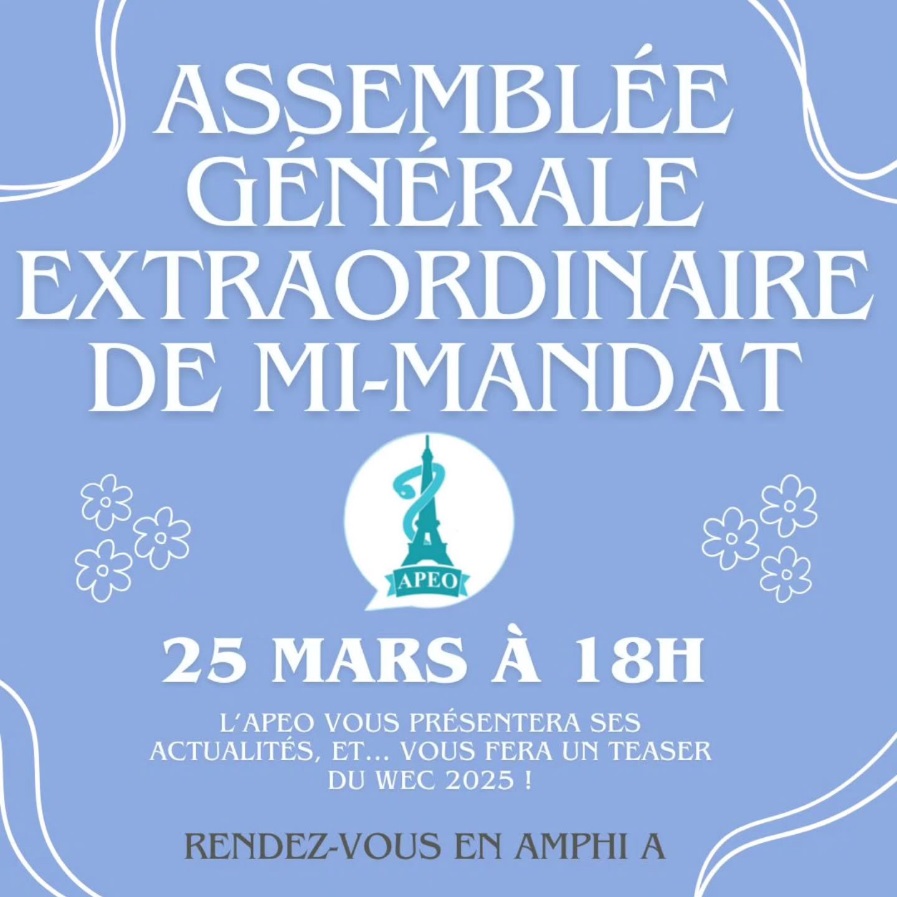 ASSEMBLÉE
GÉNÉRALE
EXTRAORDINAIRE
DE MI-MANDAT
APEO
25 MARS À 18H
L'APEO VOUS PRÉSENTERA SES
ACTUALITÉS, ET... VOUS FERA UN TEASER
DU WEC 2025 !
RENDEZ-VOUS EN AMPHI A